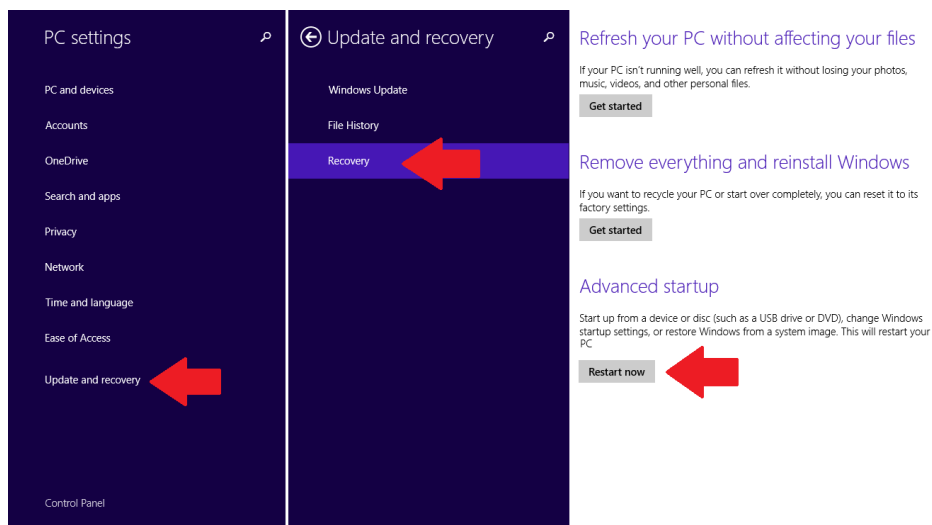 PC settings
PC and devices
Accounts
OneDrive
Search and apps
Privacy
Network
Time and language
Ease of Access
Update and recovery
Control Panel
Update and recovery
Windows Update
File History
Recovery
Refresh your PC without affecting your files
If your PC isn't running well, you can refresh it without losing your photos,
music, videos, and other personal files.
Get started
Remove everything and reinstall Windows
If you want to recycle your PC or start over completely, you can reset it to its
factory settings.
Get started
Advanced startup
Start up from a device or disc (such as a USB drive or DVD), change Windows
startup settings, or restore Windows from a system image. This will restart your
PC
Restart now